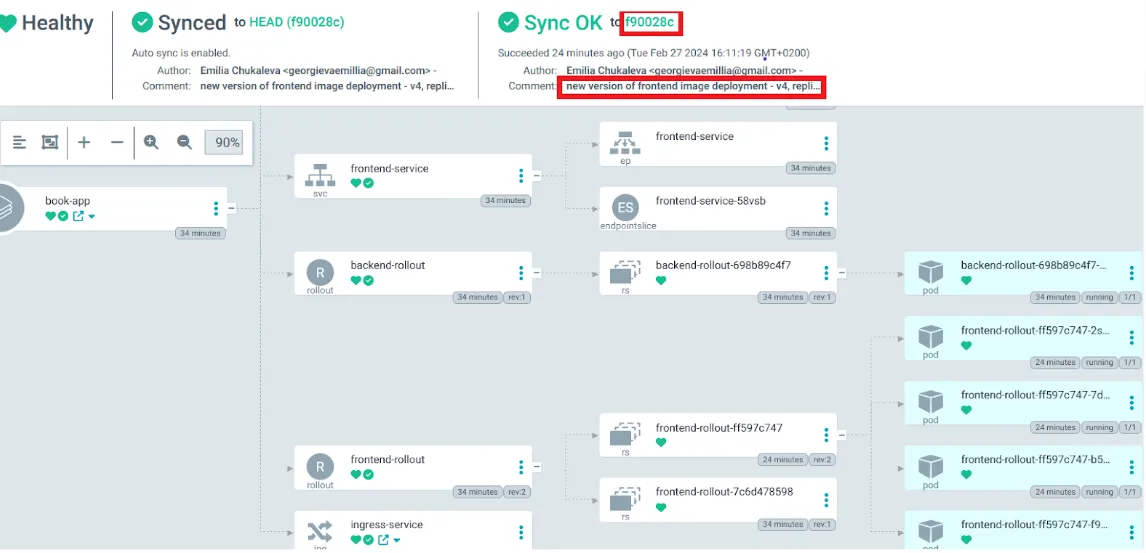 Healthy
Synced to HEAD (f90028c)
Auto sync is enabled.
Author: Emilia Chukaleva <georgievaemillia@gmail.com> -
Comment: new version of frontend image deployment - v4, repli...
Sync OK to f90028c
Succeeded 24 minutes ago (Tue Feb 27 2024 16:11:19 GMT+0200)
Author: Emilia Chukaleva <georgievaemillia@gmail.com> -
Comment: new version of frontend image deployment - v4, repli...
90%
book-app
34 minutes
frontend-service
svc
34 minutes
frontend-service
ep
34 minutes
ES
frontend-service-58vsb
endpointslice
34 minutes
R
backend-rollout
rollout
34 minutes rev:1
backend-rollout-698b89c4f7
rs
34 minutes rev:1
backend-rollout-698b89c4f7-...
pod
34 minutes running 1/1
frontend-rollout-ff597c747-2s...
pod
24 minutes running 1/1
frontend-rollout-ff597c747-7d...
pod
24 minutes running 1/1
R
frontend-rollout
rollout
34 minutes rev:2
frontend-rollout-ff597c747
rs
24 minutes rev:2
frontend-rollout-7c6d478598
rs
34 minutes rev:1
frontend-rollout-ff597c747-b5...
pod
24 minutes running 1/1
frontend-rollout-ff597c747-f9...
ingress-service